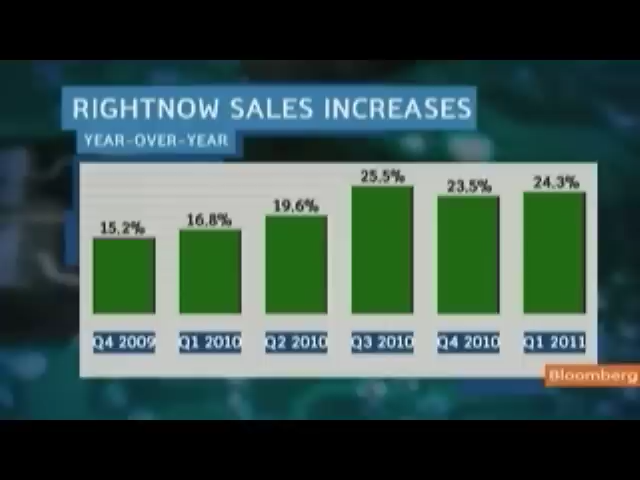 RIGHTNOW SALES INCREASES
YEAR-OVER-YEAR
15.2% 16.8% 19.6% 25.5% 23.5% 24.3%
Q4 2009 Q1 2010 Q2 2010 Q3 2010 Q4 2010 Q1 2011
Bloomberg